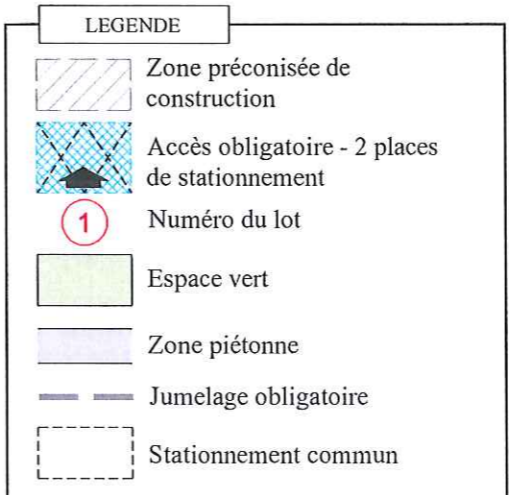 LEGENDE
Zone préconisée de
construction
Accès obligatoire - 2 places
de stationnement
1
Numéro du lot
Espace vert
Zone piétonne
Jumelage obligatoire
Stationnement commun